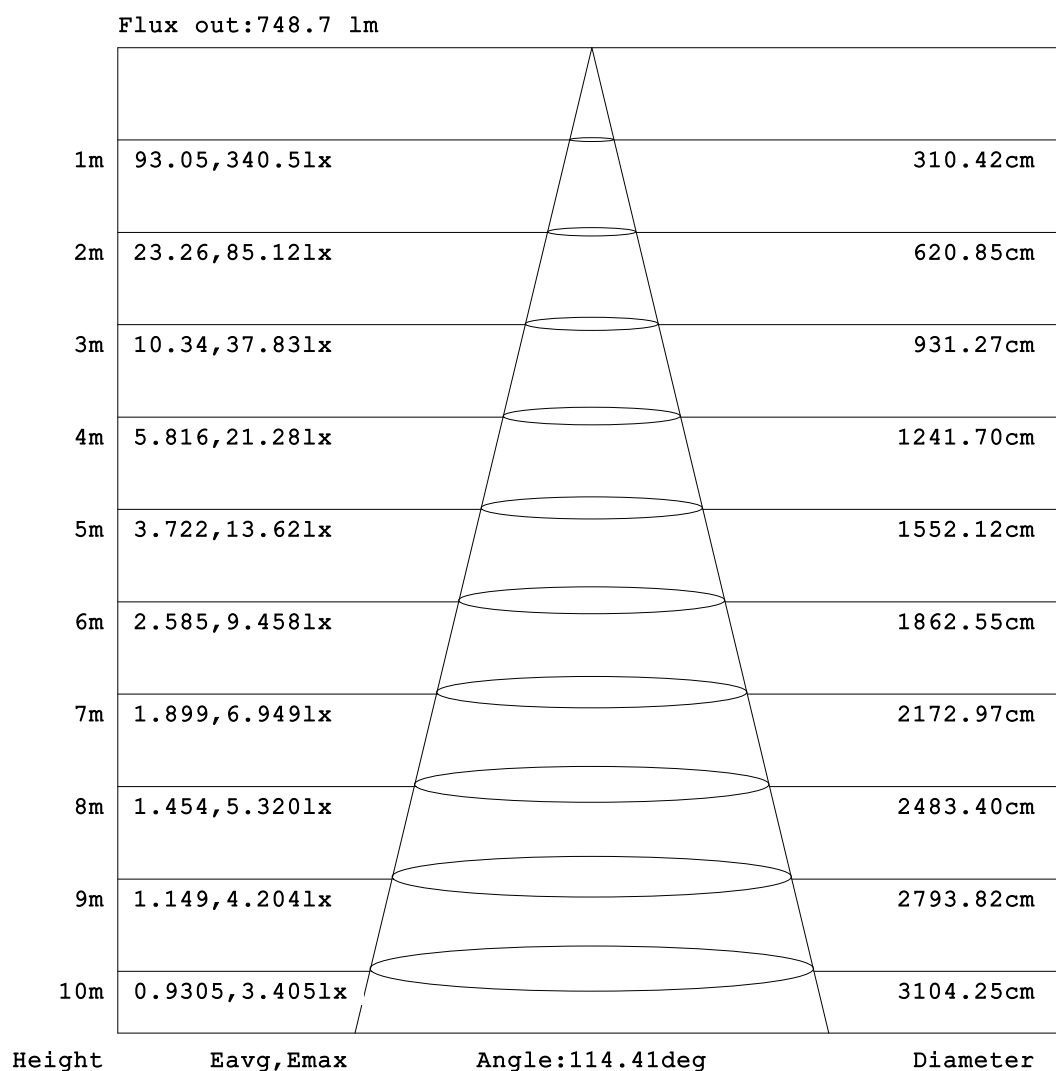 Flux out:748.7 lm
1m 93.05,340.5lx 310.42cm
2m 23.26,85.12lx 620.85cm
3m 10.34,37.83lx 931.27cm
4m 5.816,21.28lx 1241.70cm
5m 3.722,13.62lx 1552.12cm
6m 2.585,9.458lx 1862.55cm
7m 1.899,6.949lx 2172.97cm
8m 1.454,5.320lx 2483.40cm
9m 1.149,4.204lx 2793.82cm
10m 0.9305,3.405lx 3104.25cm
Height Eavg,Emax Angle:114.41deg Diameter